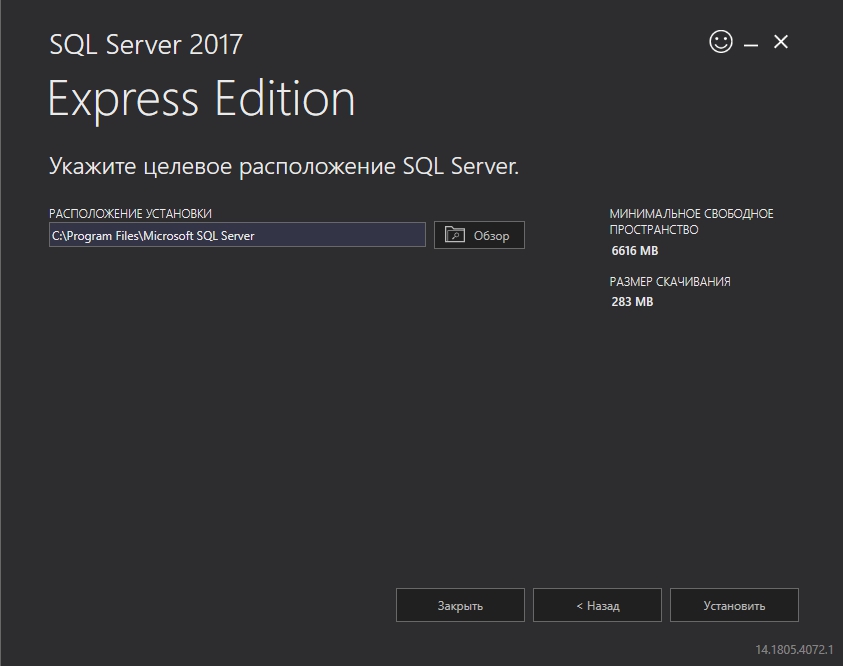 SQL Server 2017
Express Edition
Укажите целевое расположение SQL Server.
РАСПОЛОЖЕНИЕ УСТАНОВКИ
C:\Program Files\Microsoft SQL Server
Обзор
МИНИМАЛЬНОЕ СВОБОДНОЕ
ПРОСТРАНСТВО
6616 MB
РАЗМЕР СКАЧИВАНИЯ
283 MB
Закрыть
< Назад
Установить
14.1805.4072.1